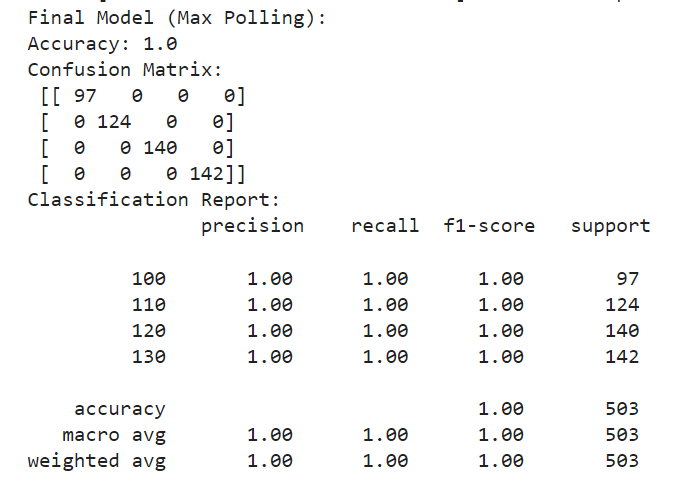 Final Model (Max Polling):
Accuracy: 1.0
Confusion Matrix:
[[ 97   0   0   0]
[  0 124   0   0]
[  0   0 140   0]
[  0   0   0 142]]
Classification Report:
precision    recall  f1-score   support
100       1.00      1.00      1.00        97
110       1.00      1.00      1.00       124
120       1.00      1.00      1.00       140
130       1.00      1.00      1.00       142
accuracy                           1.00       503
macro avg       1.00      1.00      1.00       503
weighted avg       1.00      1.00      1.00       503